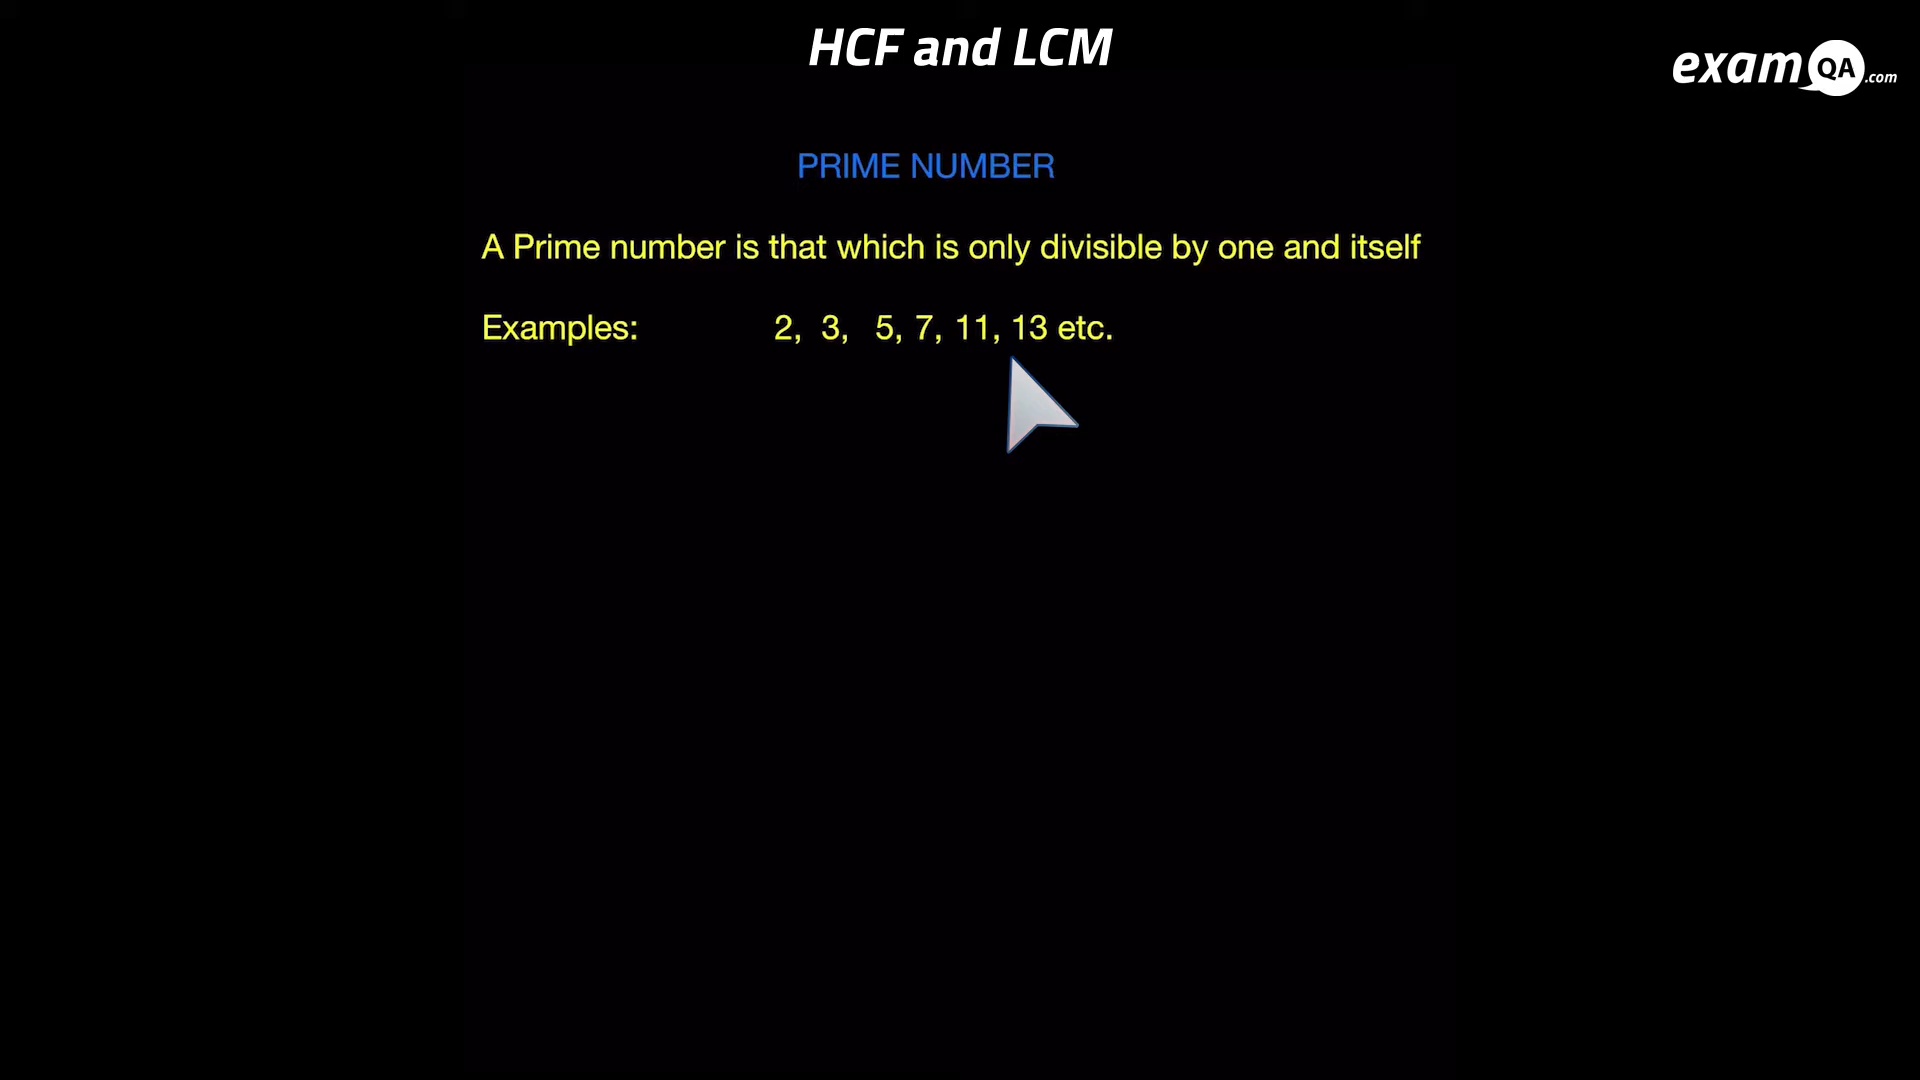 HCF and LCM
examQA.com
PRIME NUMBER
A Prime number is that which is only divisible by one and itself
Examples: 2, 3, 5, 7, 11, 13 etc.